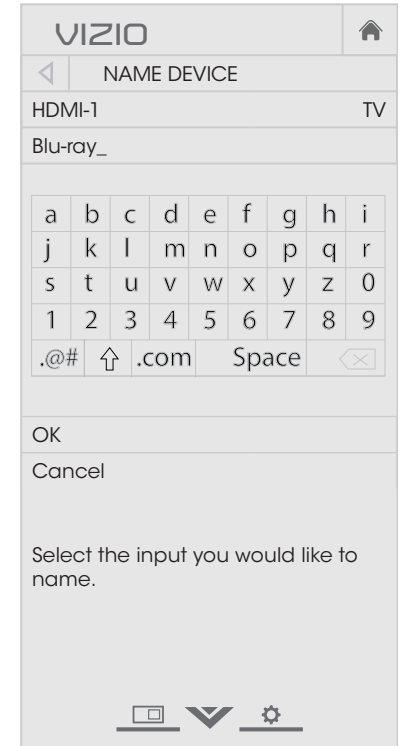 VIZIO
NAME DEVICE
HDMI-1 TV
Blu-ray_
a b c d e f g h i
j k l m n o p q r
s t u v w x y z 0
1 2 3 4 5 6 7 8 9
.@# .com Space
OK
Cancel
Select the input you would like to
name.